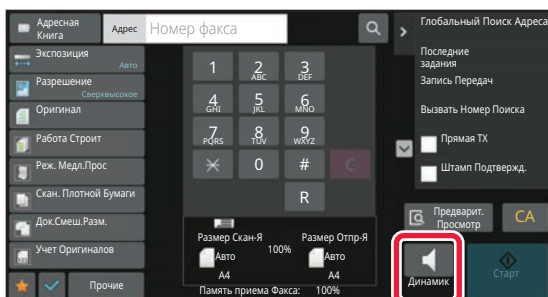 Адресная
Книга
Адрес
Номер факса
Глобальный Поиск Адреса
Экспозиция
Авто
Последние
задания
Разрешение
Сверхвысокое
Запись Передач
Оригинал
Вызвать Номер Поиска
Работа Строит
Прямая TX
Реж. Медл.Прос
Штамп Подтвержд.
Скан. Плотной Бумаги
Док.Смеш.Разм.
Учет Оригиналов
Прочие
1
2 ABC
3 DEF
4 GHI
5 JKL
6 MNO
7 PQRS
8 TUV
9 WXYZ
0
#
C
R
Размер Скан-Я
Размер Отпр-Я
Авто
100%
Авто
A4
A4
Память приема Факса: 100%
Предварит.
Просмотр
CA
Динамик
Старт